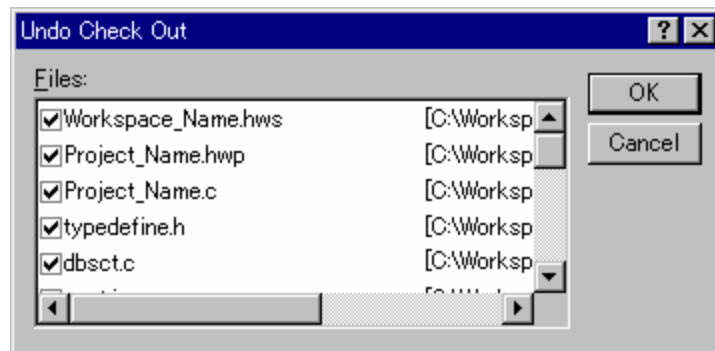 Undo Check Out
Files:
Workspace_Name.hws [C:\Worksp
Project_Name.hwp [C:\Worksp
Project_Name.c [C:\Worksp
typedefine.h [C:\Worksp
dbsct.c [C:\Worksp
OK
Cancel